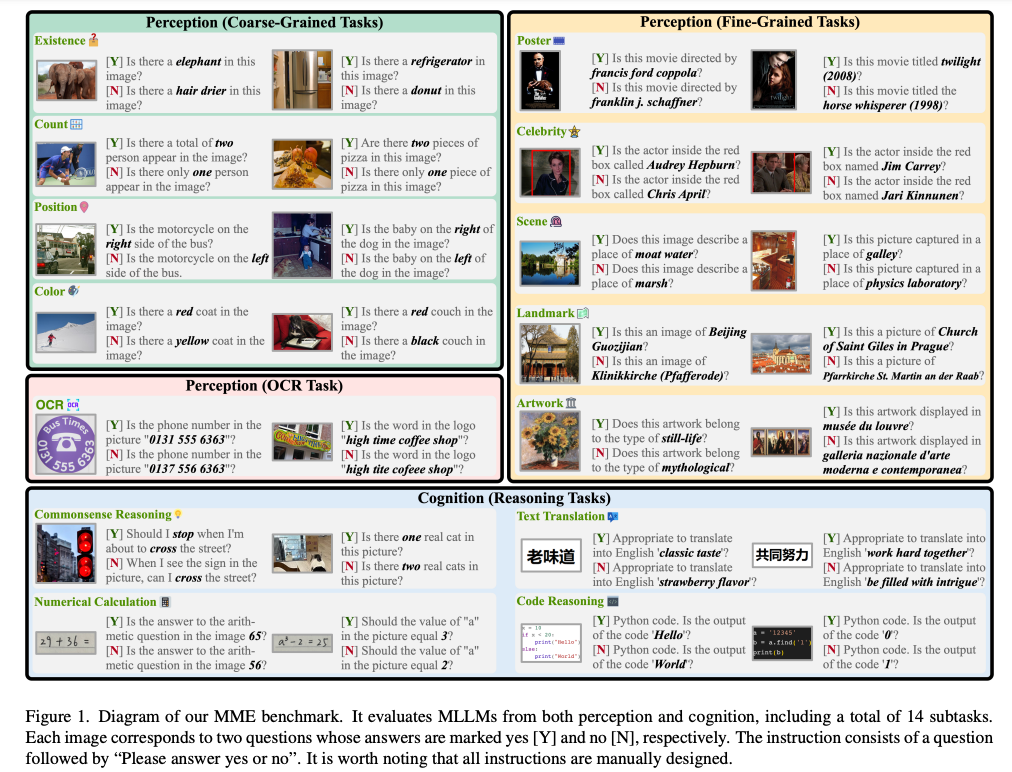 Perception (Coarse-Grained Tasks)
Existence
[Y] Is there a elephant in this
image?
[N] Is there a hair drier in this
image?
[Y] Is there a refrigerator in
this image?
[N] Is there a donut in this
image?
Count
[Y] Is there a total of two
person appear in the image?
[N] Is there only one person
appear in the image?
[Y] Are there two pieces of
pizza in this image?
[N] Is there only one piece of
pizza in this image?
Position
[Y] Is the motorcycle on the
right side of the bus?
[N] Is the motorcycle on the left
side of the bus.
[Y] Is the baby on the right of
the dog in the image?
[N] Is the baby on the left of
the dog in the image?
Color
[Y] Is there a red coat in the
image?
[N] Is there a yellow coat in the
image?
[Y] Is there a red couch in the
image?
[N] Is there a black couch in
the image?
Perception (OCR Task)
OCR
OCR
Bus Times
0131 555 6363
[Y] Is the phone number in the
picture "0131 555 6363"?
[N] Is the phone number in the
picture "0137 556 6363"?
[Y] Is the word in the logo
"high time coffee shop"?
[N] Is the word in the logo
"high tite cofeee shop"?
Perception (Fine-Grained Tasks)
Poster
[Y] Is this movie directed by
francis ford coppola?
[N] Is this movie directed by
franklin j. schaffner?
twilight
[Y] Is this movie titled twilight
(2008)?
[N] Is this movie titled the
horse whisperer (1998)?
Celebrity
[Y] Is the actor inside the red
box called Audrey Hepburn?
[N] Is the actor inside the red
box called Chris April?
[Y] Is the actor inside the red
box named Jim Carrey?
[N] Is the actor inside the red
box named Jari Kinnunen?
Scene
[Y] Does this image describe a
place of moat water?
[N] Does this image describe a
place of marsh?
[Y] Is this picture captured in a
place of galley?
[N] Is this picture captured in a
place of physics laboratory?
Landmark
[Y] Is this an image of Beijing
Guozijian?
[N] Is this an image of
Klinikkirche (Pfafferode)?
[Y] Is this a picture of Church
of Saint Giles in Prague?
[N] Is this a picture of
Pfarrkirche St. Martin an der Raab?
Artwork
[Y] Does this artwork belong
to the type of still-life?
[N] Does this artwork belong
to the type of mythological?
[Y] Is this artwork displayed in
musée du louvre?
[N] Is this artwork displayed in
galleria nazionale d'arte
moderna e contemporanea?
Cognition (Reasoning Tasks)
Commonsense Reasoning
[Y] Should I stop when I'm
about to cross the street?
[N] When I see the sign in the
picture, can I cross the street?
[Y] Is there one real cat in
this picture?
[N] Is there two real cats in
this picture?
Numerical Calculation
29 + 36 =
[Y] Is the answer to the arith-
metic question in the image 65?
[N] Is the answer to the arith-
metic question in the image 56?
a³ - 2 = 25
[Y] Should the value of "a"
in the picture equal 3?
[N] Should the value of "a"
in the picture equal 2?
Text Translation
老味道
[Y] Appropriate to translate
into English 'classic taste'?
[N] Appropriate to translate
into English 'strawberry flavor'?
共同努力
[Y] Appropriate to translate into
English 'work hard together'?
[N] Appropriate to translate into
English 'be filled with intrigue'?
Code Reasoning
a = 10
if a < 20:
print("Hello")
else:
print("World")
[Y] Python code. Is the output
of the code 'Hello'?
[N] Python code. Is the output
of the code 'World'?
a = '12345'
b = a.find('1')
print(b)
[Y] Python code. Is the output
of the code '0'?
[N] Python code. Is the output
of the code '1'?
Figure 1. Diagram of our MME benchmark. It evaluates MLLMs from both perception and cognition, including a total of 14 subtasks.
Each image corresponds to two questions whose answers are marked yes [Y] and no [N], respectively. The instruction consists of a question
followed by “Please answer yes or no”. It is worth noting that all instructions are manually designed.